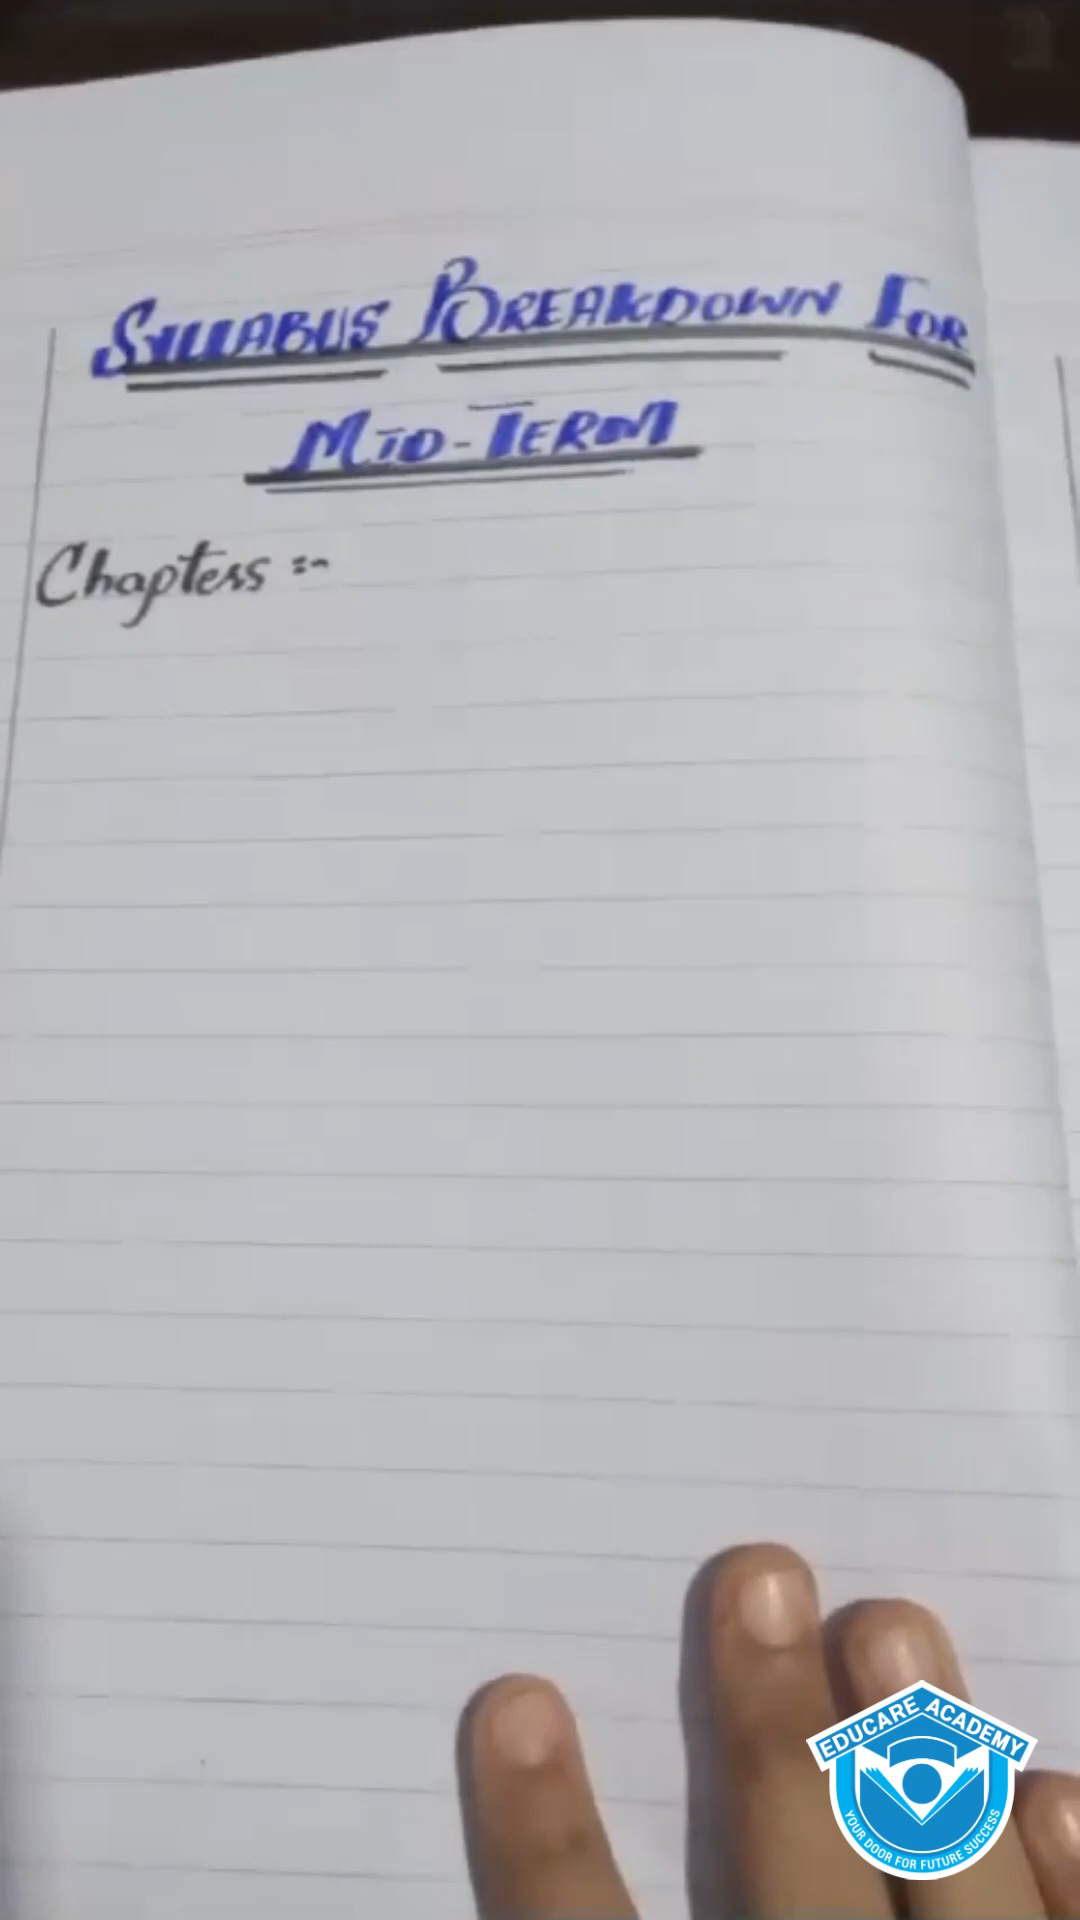 SYLLABUS BREAKDOWN FOR
MID-TERM
Chapters :-
EDUCARE ACADEMY
YOUR DOOR FOR FUTURE SUCCESS